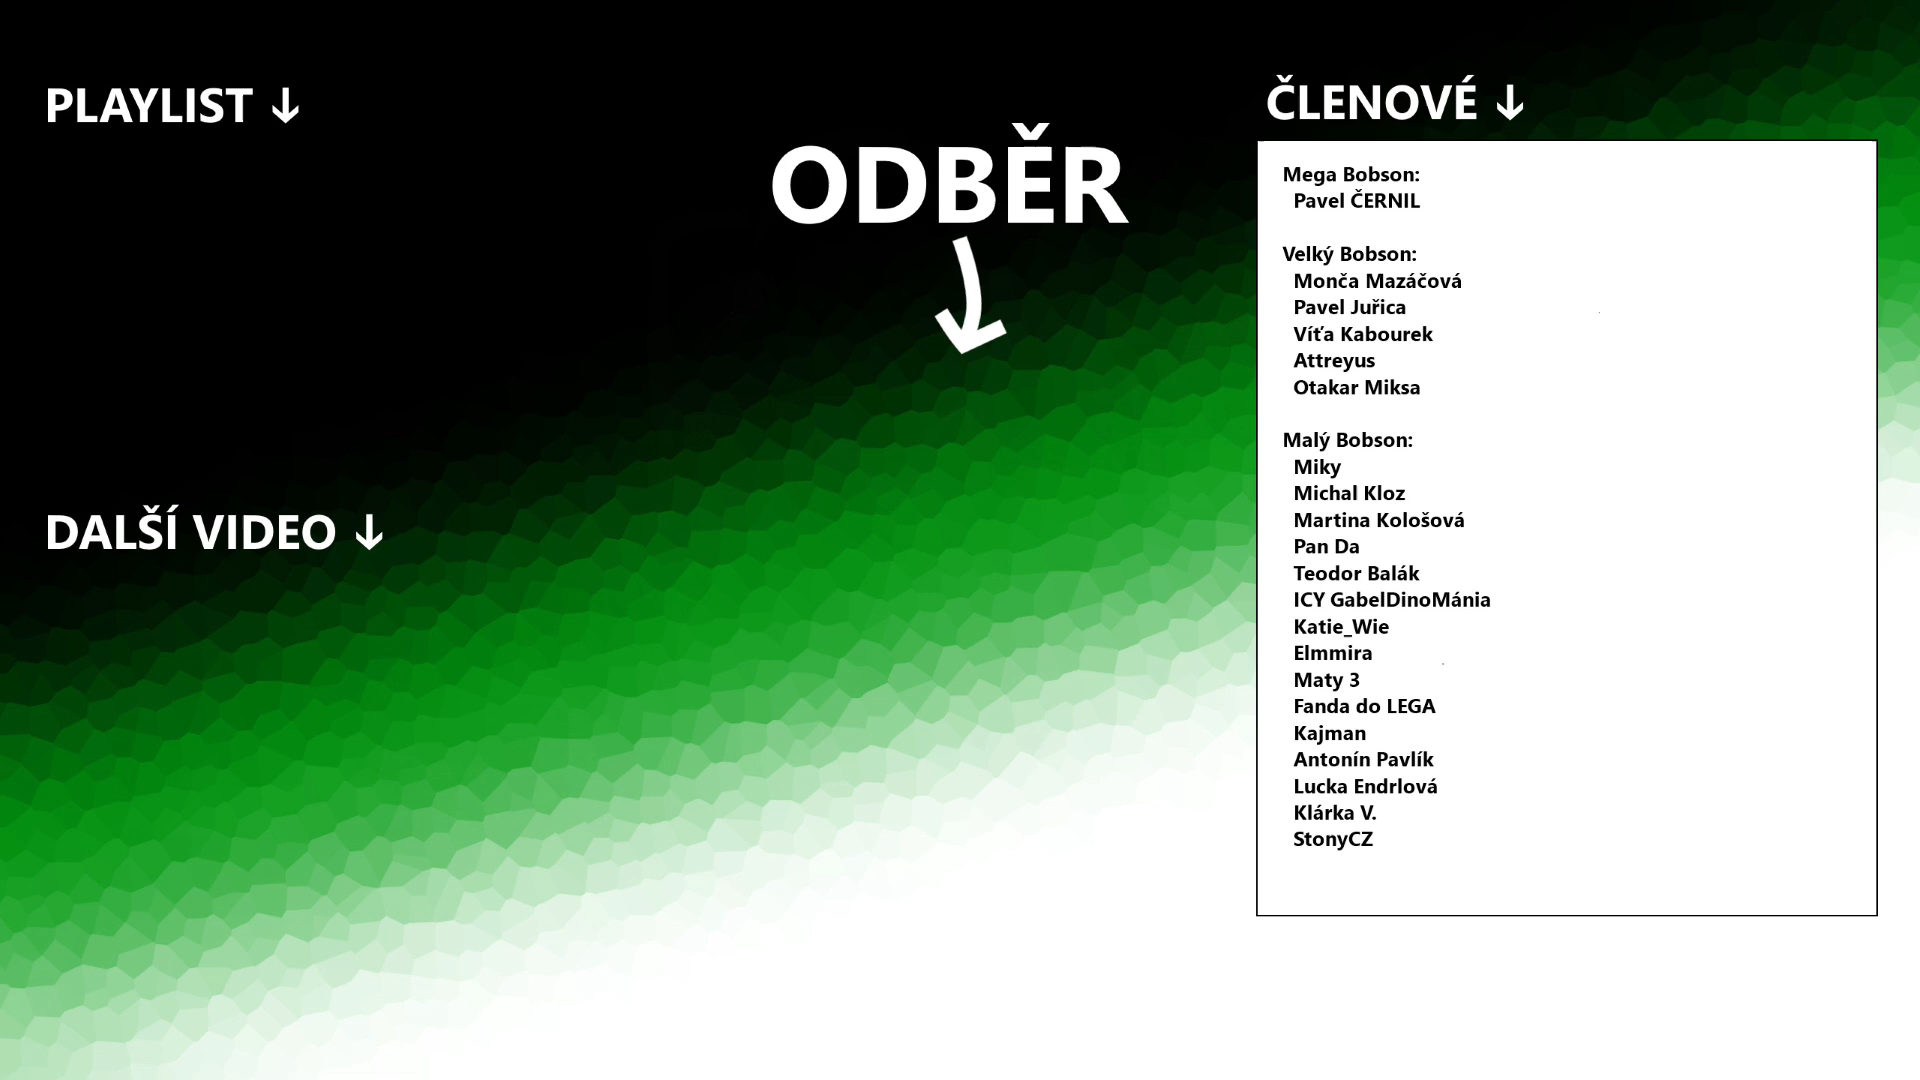 PLAYLIST ↓
DALŠÍ VIDEO ↓
ODBĚR
ČLENOVÉ ↓
Mega Bobson:
Pavel ČERNIL
Velký Bobson:
Monča Mazáčová
Pavel Juřica
Víťa Kabourek
Attreyus
Otakar Miksa
Malý Bobson:
Miky
Michal Kloz
Martina Kološová
Pan Da
Teodor Balák
ICY GabelDinoMánia
Katie_Wie
Elmmira
Maty 3
Fanda do LEGA
Kajman
Antonín Pavlík
Lucka Endrlová
Klárka V.
StonyCZ